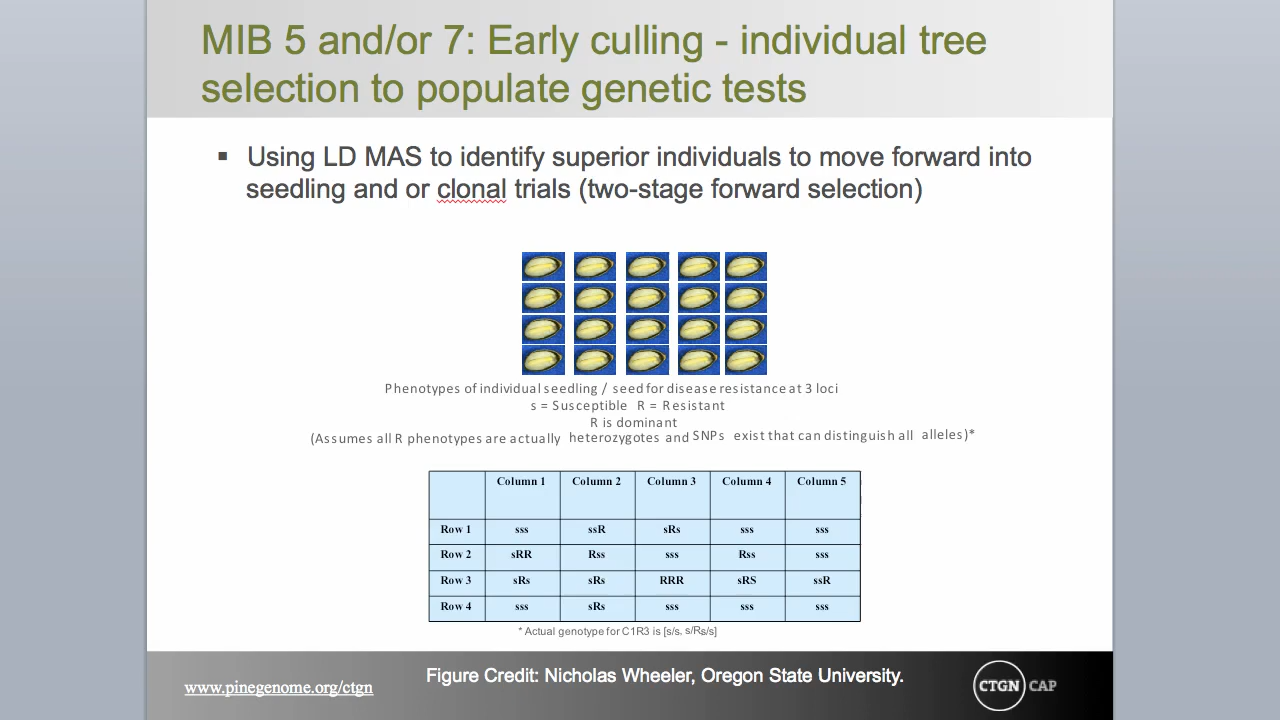 MIB 5 and/or 7: Early culling - individual tree
selection to populate genetic tests
▪ Using LD MAS to identify superior individuals to move forward into
seedling and or clonal trials (two-stage forward selection)
Phenotypes of individual seedling / seed for disease resistance at 3 loci
s = Susceptible R = Resistant
R is dominant
(Assumes all R phenotypes are actually heterozygotes and SNPs exist that can distinguish all alleles)*
Column 1 Column 2 Column 3 Column 4 Column 5
Row 1 sss ssR sRs sss sss
Row 2 sRR Rss sss Rss sss
Row 3 sRs sRs RRR sRS ssR
Row 4 sss sRs sss sss sss
* Actual genotype for C1R3 is [s/s, s/Rs/s]
Figure Credit: Nicholas Wheeler, Oregon State University.
www.pinegenome.org/ctgn
CTGN CAP